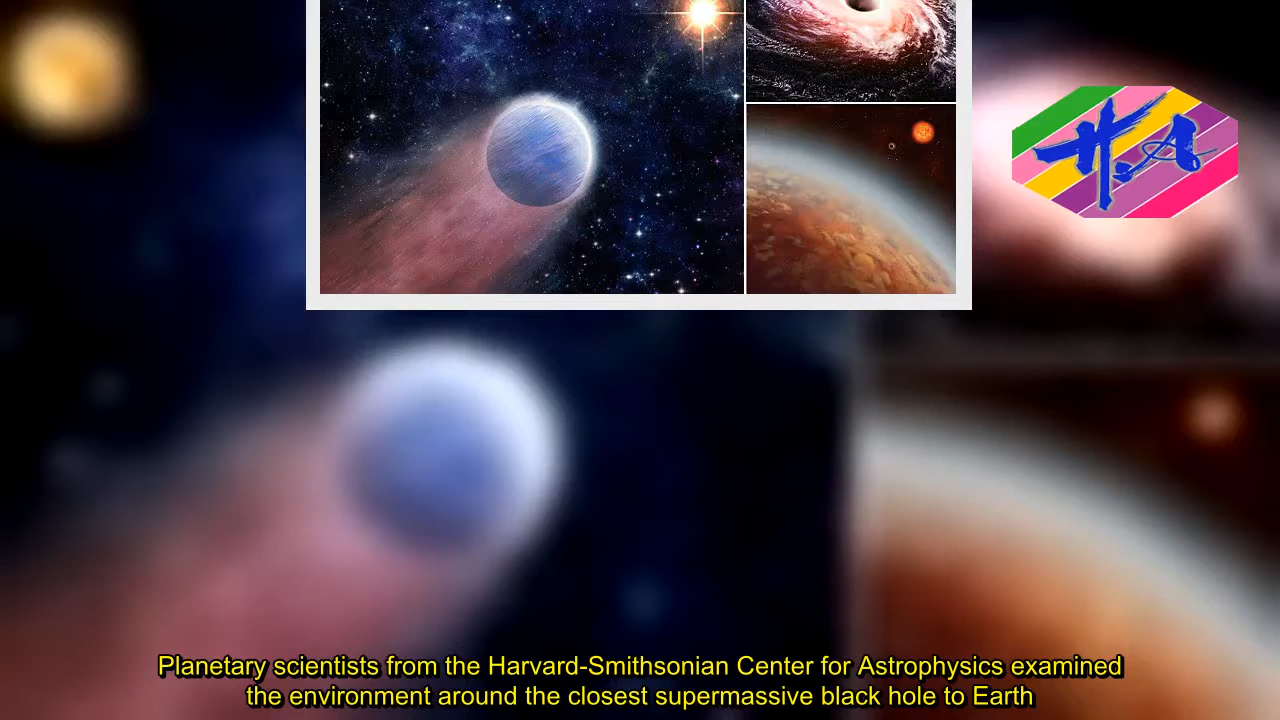 H.A
Planetary scientists from the Harvard-Smithsonian Center for Astrophysics examined
the environment around the closest supermassive black hole to Earth